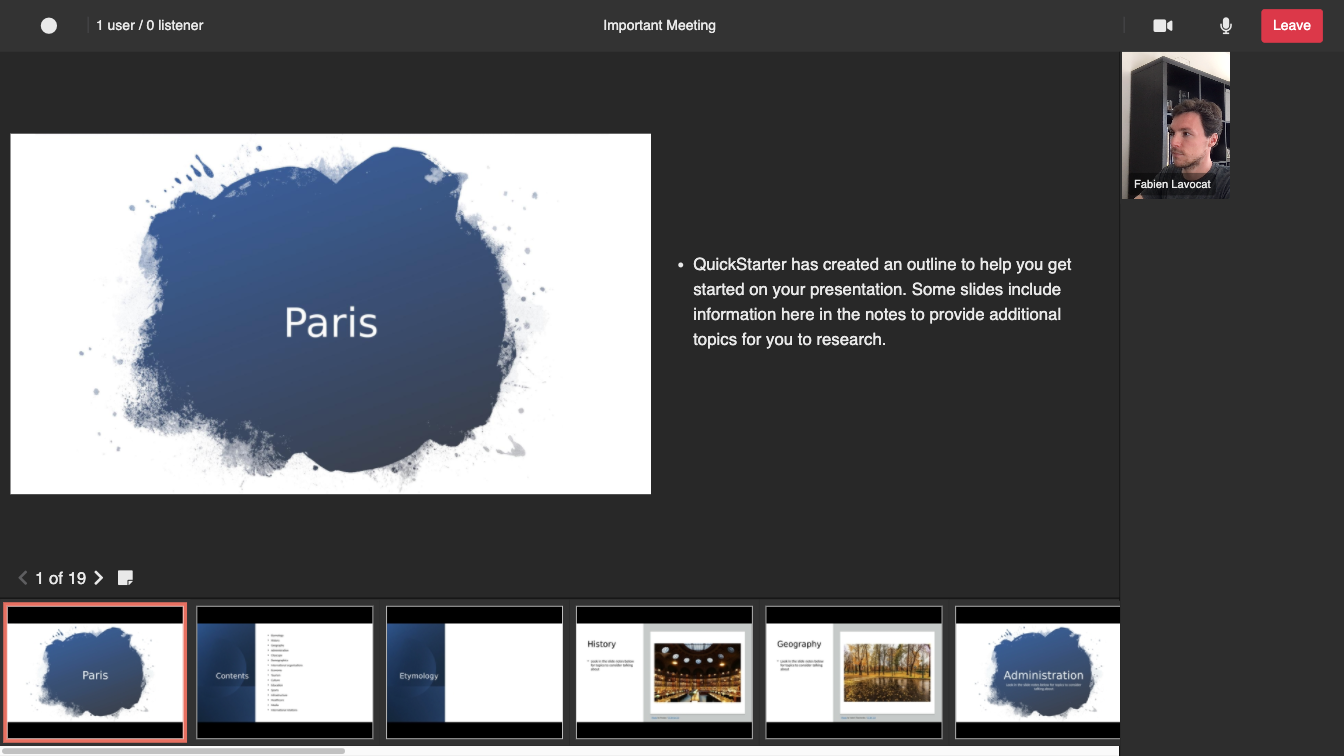 1 user / 0 listener
Important Meeting
Leave
Fabien Lavocat
Paris
• QuickStarter has created an outline to help you get
started on your presentation. Some slides include
information here in the notes to provide additional
topics for you to research.
1 of 19
Paris
Contents
Etymology
History
Geography
Administration